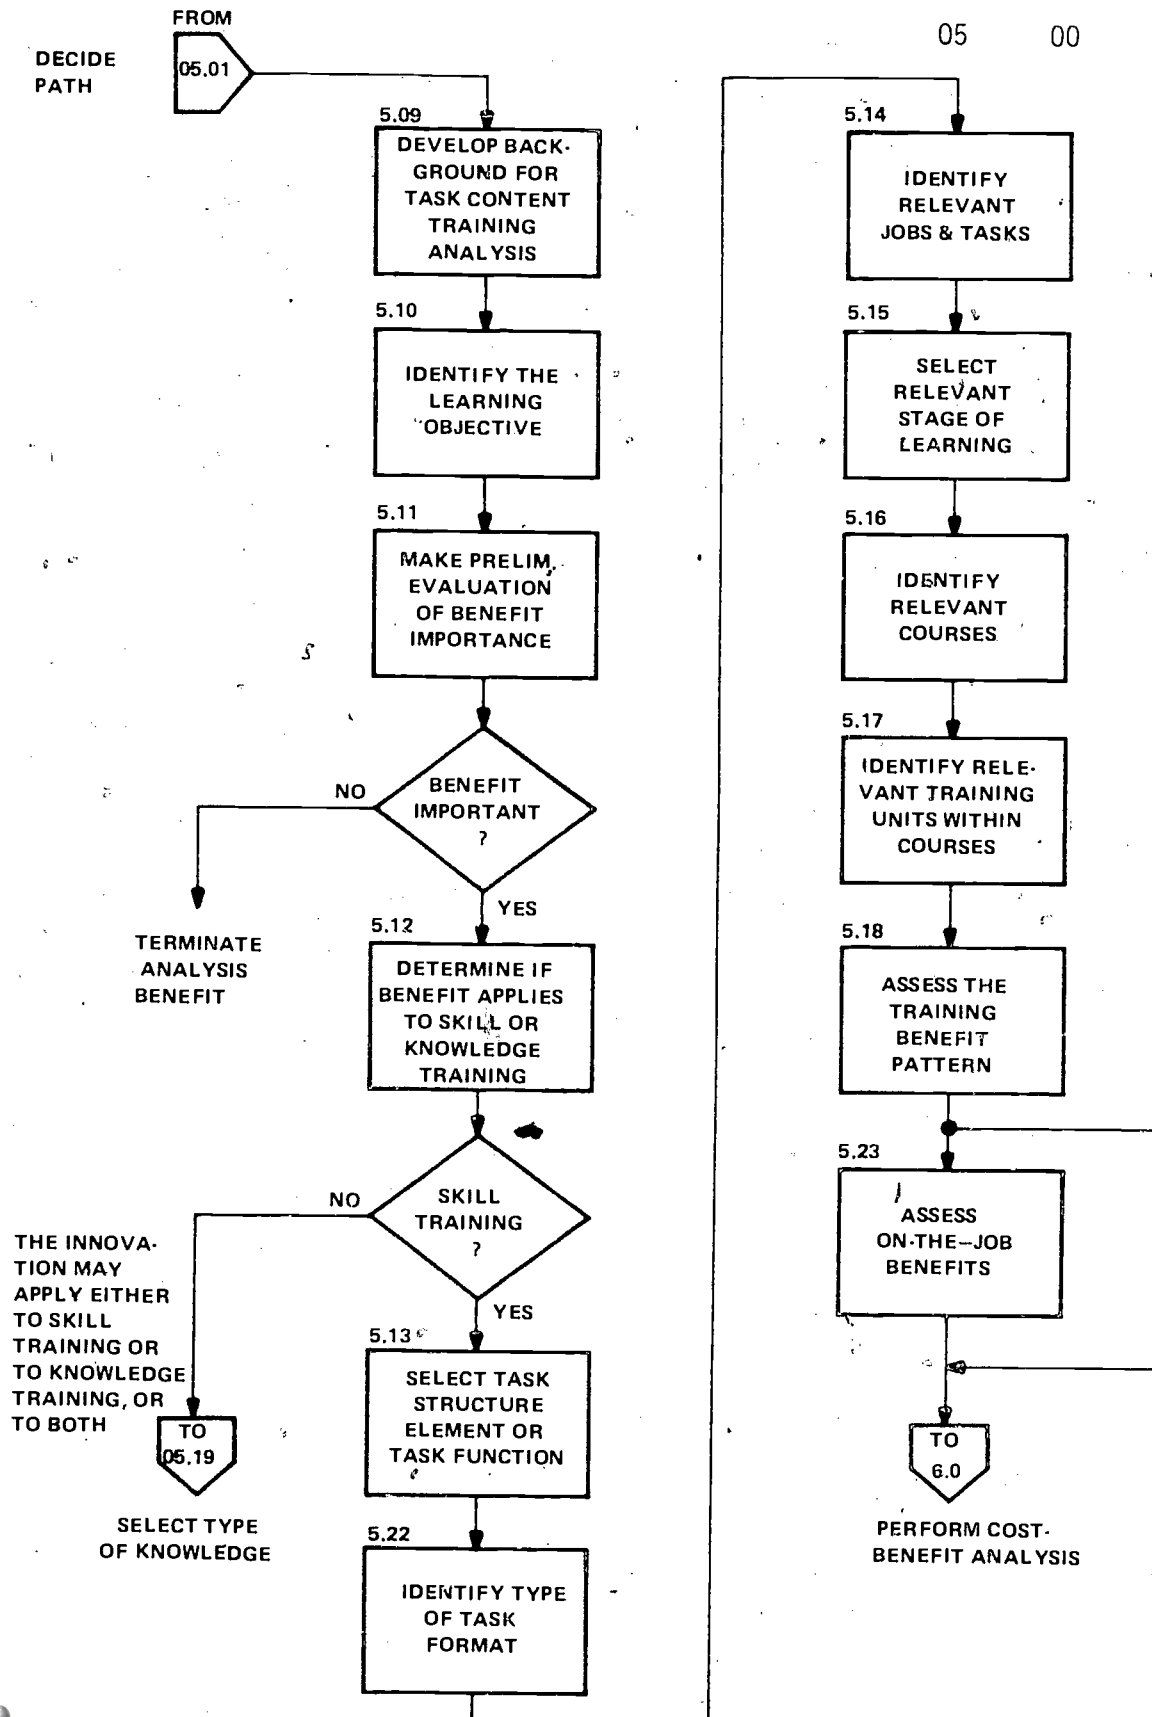 FROM
DECIDE
PATH
05.01
05 00
5.09
DEVELOP BACK-
GROUND FOR
TASK CONTENT
TRAINING
ANALYSIS
5.10
IDENTIFY THE
LEARNING
OBJECTIVE
5.11
MAKE PRELIM.
EVALUATION
OF BENEFIT
IMPORTANCE
BENEFIT
IMPORTANT
?
NO
YES
TERMINATE
ANALYSIS
BENEFIT
5.12
DETERMINE IF
BENEFIT APPLIES
TO SKILL OR
KNOWLEDGE
TRAINING
SKILL
TRAINING
?
NO
YES
THE INNOVA-
TION MAY
APPLY EITHER
TO SKILL
TRAINING OR
TO KNOWLEDGE
TRAINING, OR
TO BOTH
TO
05.19
SELECT TYPE
OF KNOWLEDGE
5.13
SELECT TASK
STRUCTURE
ELEMENT OR
TASK FUNCTION
5.22
IDENTIFY TYPE
OF TASK
FORMAT
5.14
IDENTIFY
RELEVANT
JOBS & TASKS
5.15
SELECT
RELEVANT
STAGE OF
LEARNING
5.16
IDENTIFY
RELEVANT
COURSES
5.17
IDENTIFY RELE-
VANT TRAINING
UNITS WITHIN
COURSES
5.18
ASSESS THE
TRAINING
BENEFIT
PATTERN
5.23
ASSESS
ON-THE-JOB
BENEFITS
TO
6.0
PERFORM COST-
BENEFIT ANALYSIS